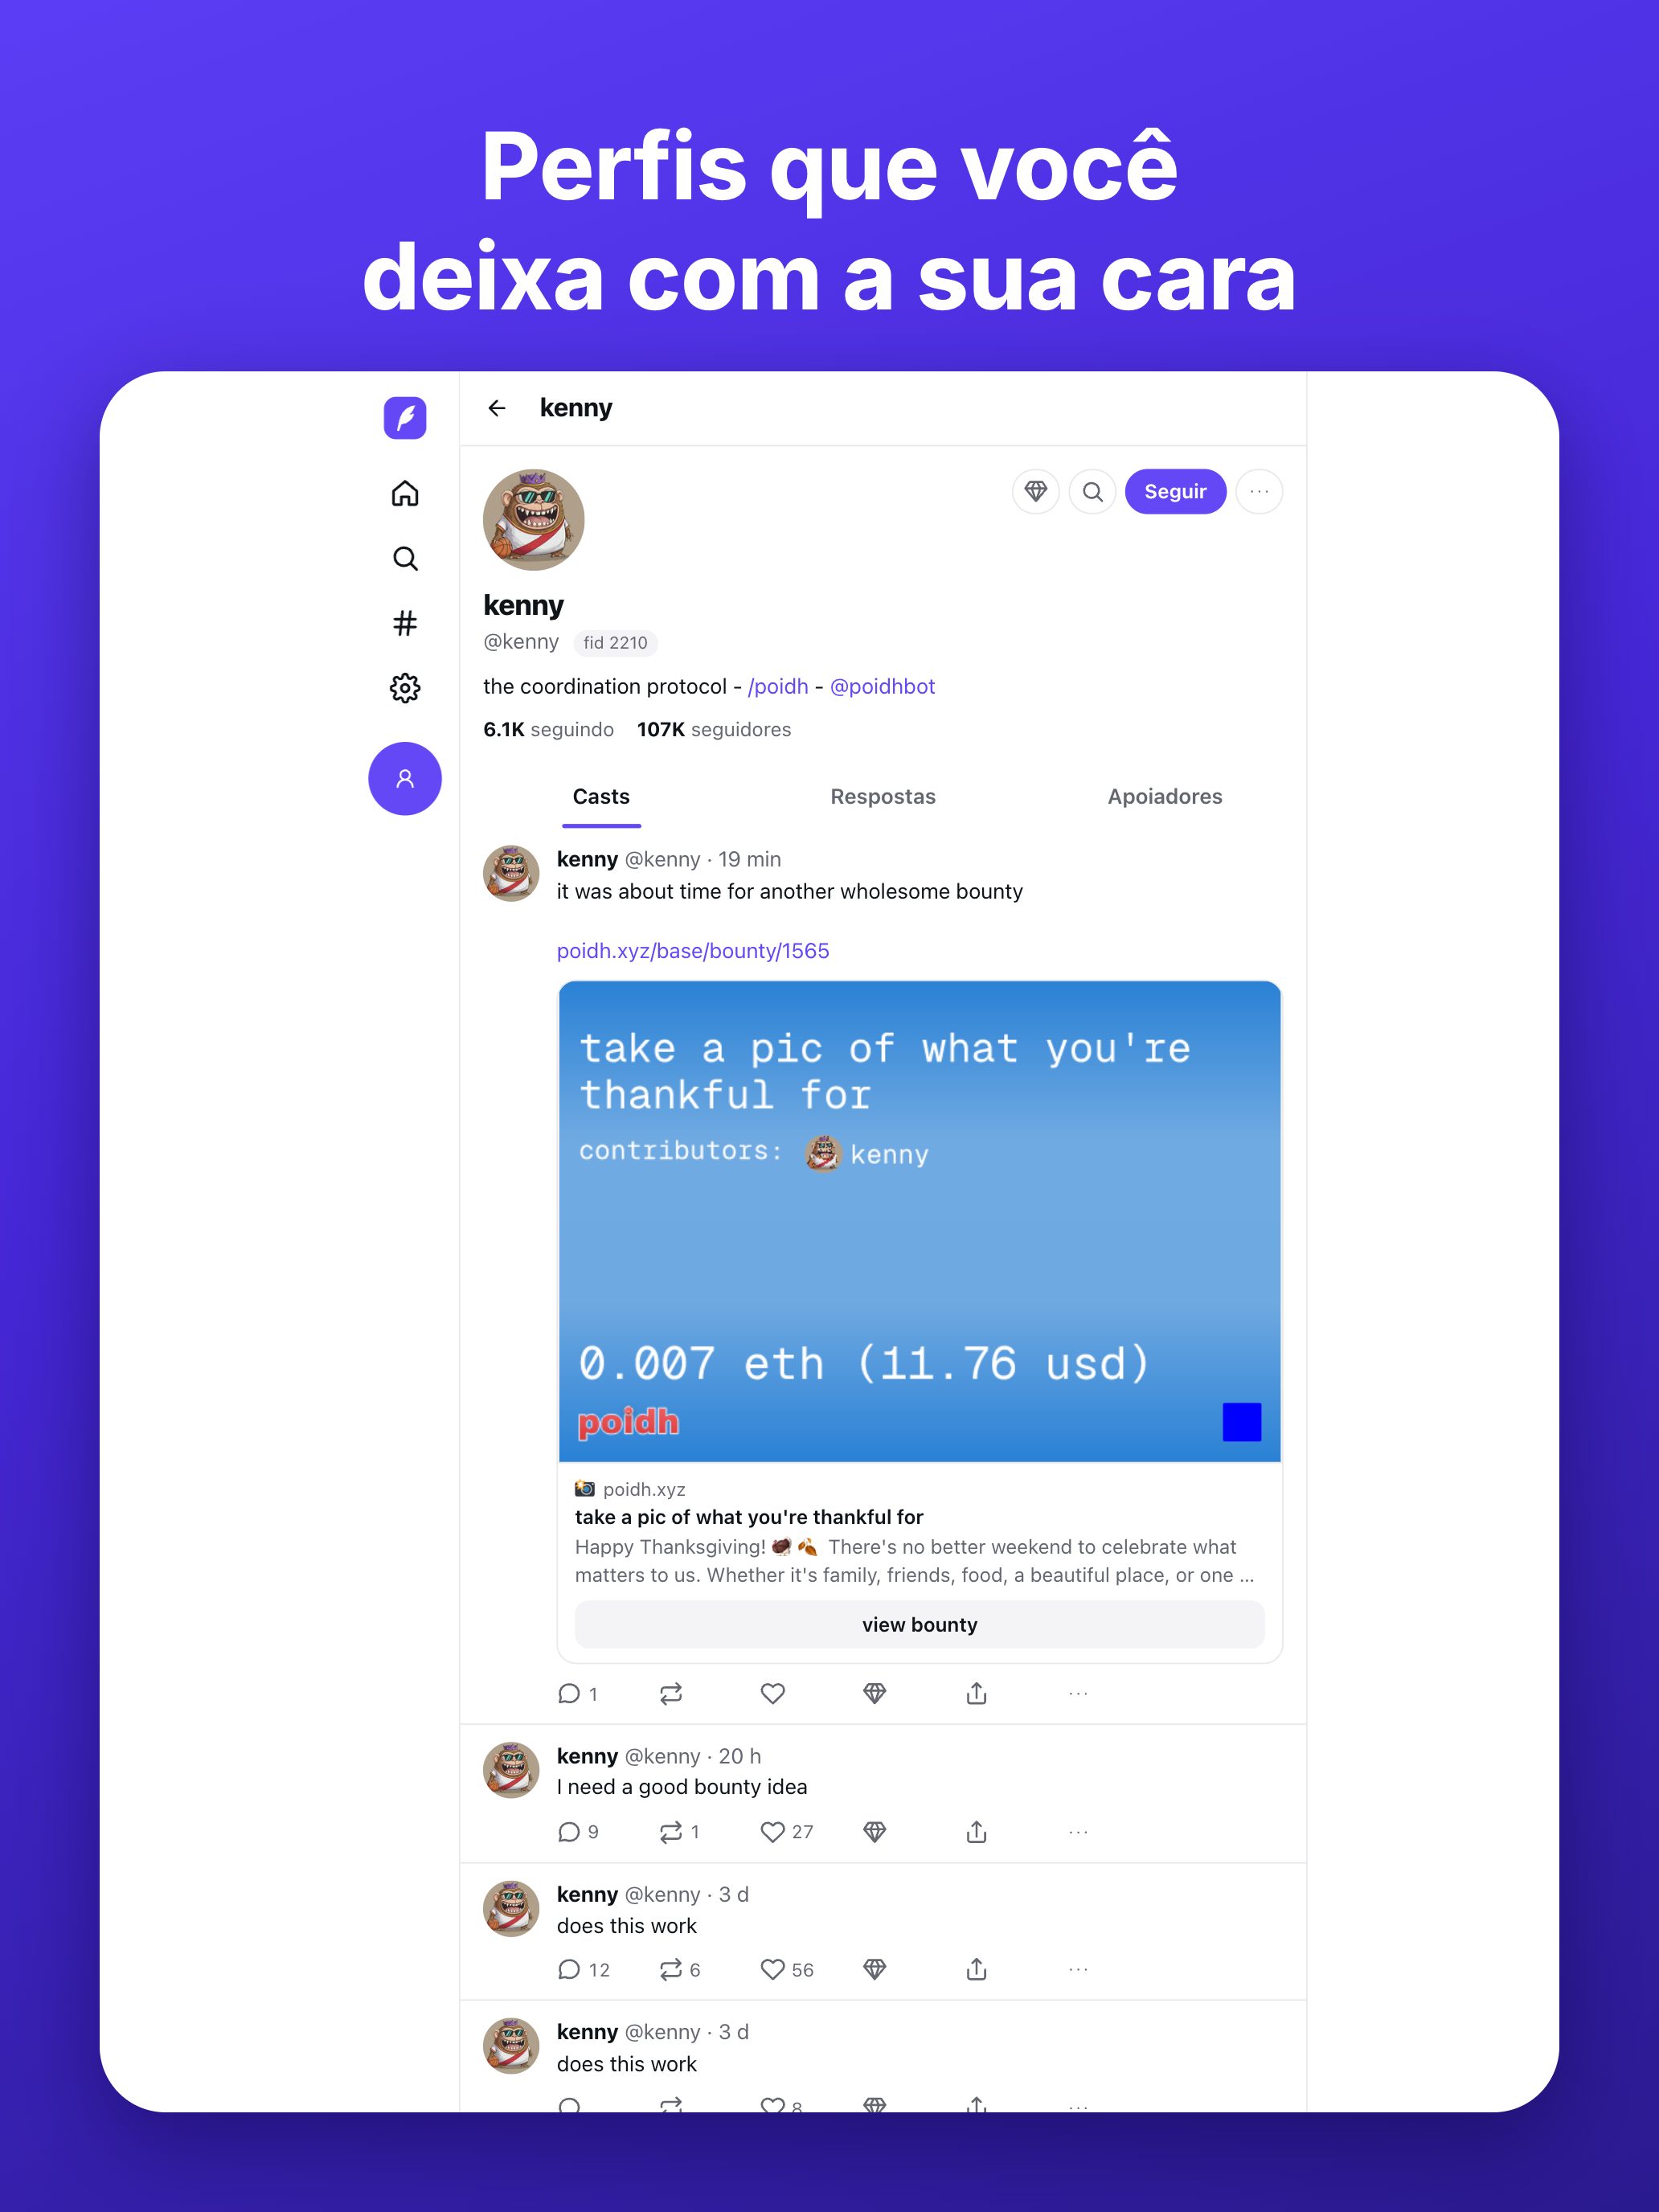 Perfis que você
deixa com a sua cara
kenny
Seguir
kenny
@kenny fid 2210
the coordination protocol - /poidh - @poidhbot
6.1K seguindo 107K seguidores
Casts Respostas Apoiadores
kenny @kenny · 19 min
it was about time for another wholesome bounty
poidh.xyz/base/bounty/1565
take a pic of what you're
thankful for
contributors: kenny
0.007 eth (11.76 usd)
poidh
poidh.xyz
take a pic of what you're thankful for
Happy Thanksgiving! 🦃 🍂 There's no better weekend to celebrate what
matters to us. Whether it's family, friends, food, a beautiful place, or one ...
view bounty
1
kenny @kenny · 20 h
I need a good bounty idea
9 1 27
kenny @kenny · 3 d
does this work
12 6 56
kenny @kenny · 3 d
does this work
8